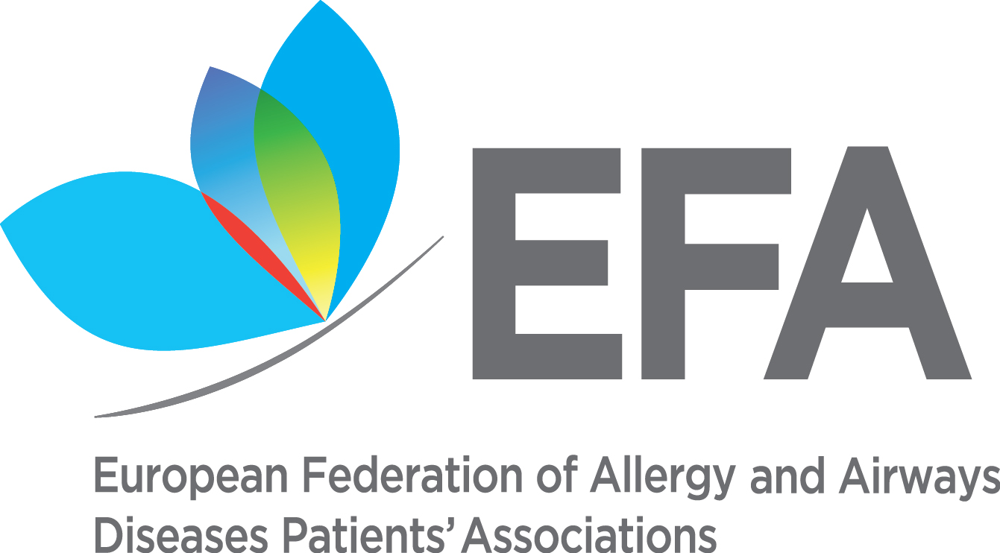 EFA
European Federation of Allergy and Airways
Diseases Patients’ Associations